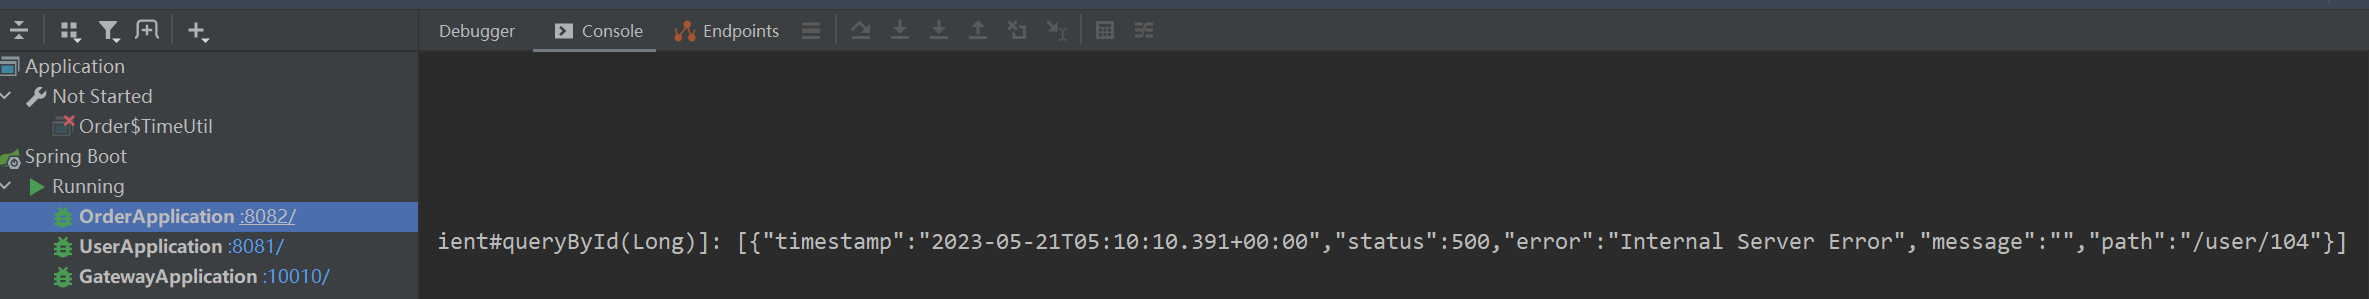 Debugger Console Endpoints
Application
Not Started
Order$TimeUtil
Spring Boot
Running
OrderApplication :8082/
UserApplication :8081/
GatewayApplication :10010/
ient#queryById(Long)]: [{"timestamp":"2023-05-21T05:10:10.391+00:00","status":500,"error":"Internal Server Error","message":"","path":"/user/104"}]